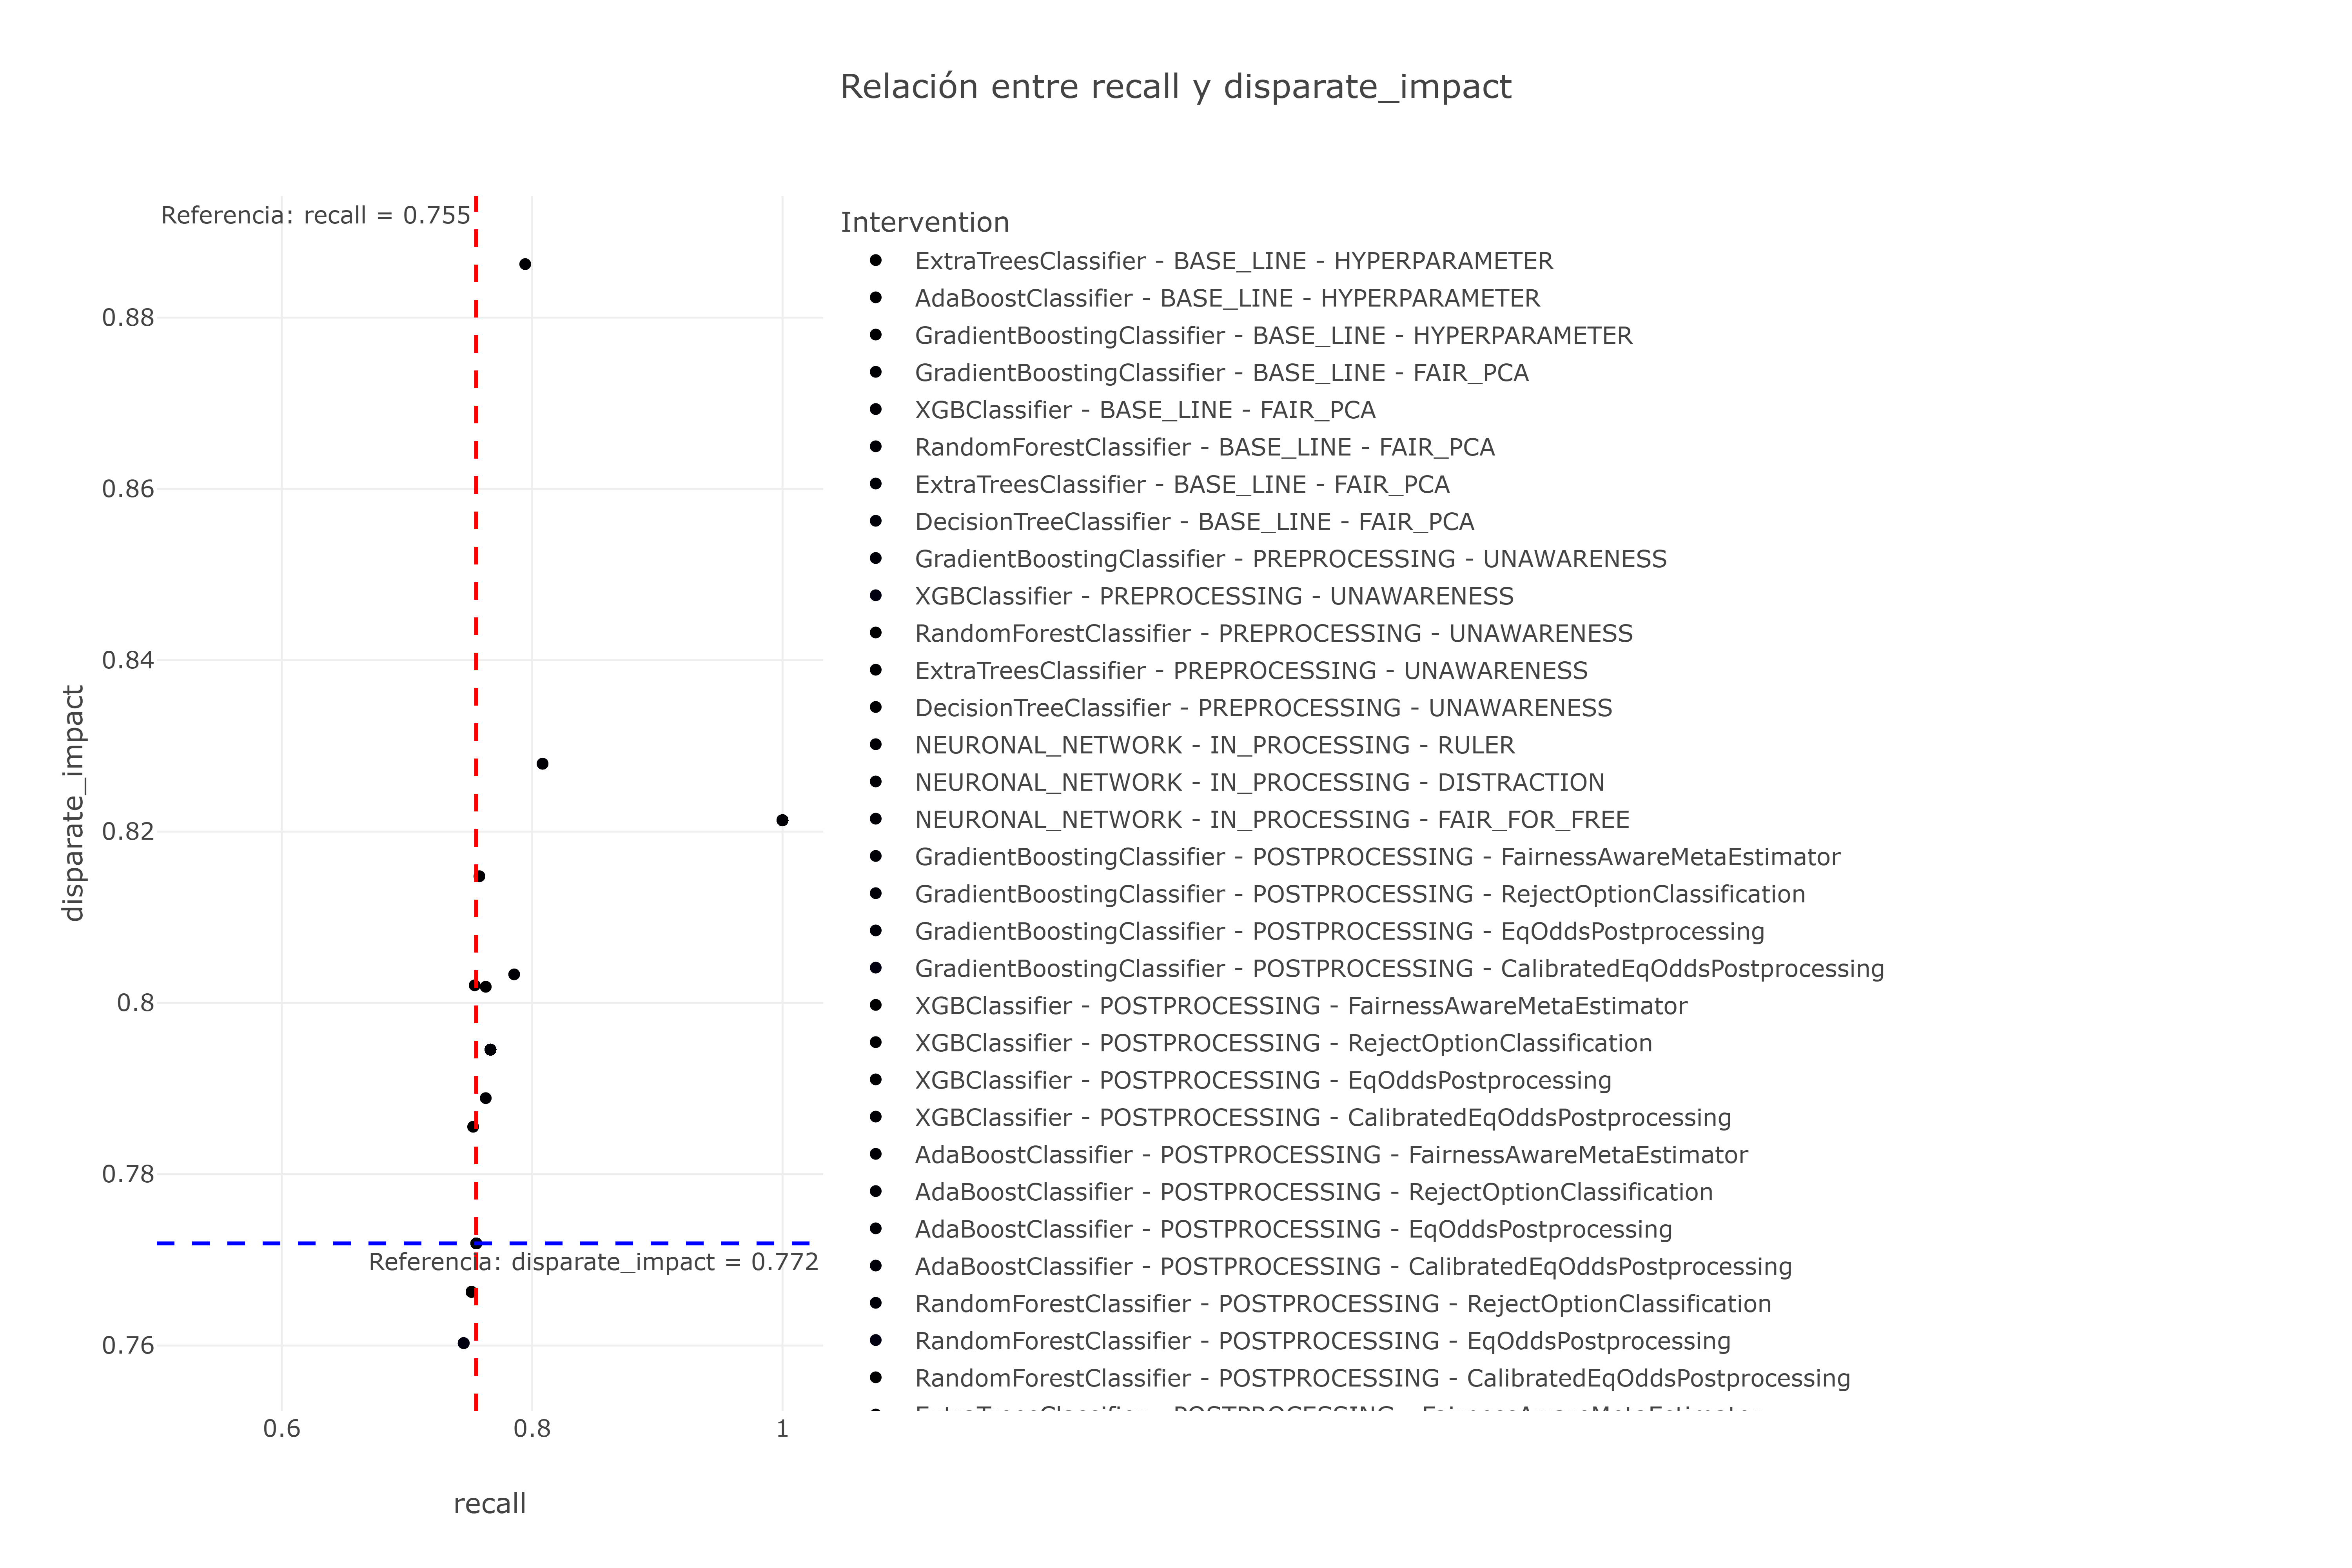 Relación entre recall y disparate_impact
Referencia: recall = 0.755
0.88
0.86
0.84
0.82
0.8
0.78
0.76
disparate_impact
Referencia: disparate_impact = 0.772
0.6
0.8
1
recall
Intervention
ExtraTreesClassifier - BASE_LINE - HYPERPARAMETER
AdaBoostClassifier - BASE_LINE - HYPERPARAMETER
GradientBoostingClassifier - BASE_LINE - HYPERPARAMETER
GradientBoostingClassifier - BASE_LINE - FAIR_PCA
XGBClassifier - BASE_LINE - FAIR_PCA
RandomForestClassifier - BASE_LINE - FAIR_PCA
ExtraTreesClassifier - BASE_LINE - FAIR_PCA
DecisionTreeClassifier - BASE_LINE - FAIR_PCA
GradientBoostingClassifier - PREPROCESSING - UNAWARENESS
XGBClassifier - PREPROCESSING - UNAWARENESS
RandomForestClassifier - PREPROCESSING - UNAWARENESS
ExtraTreesClassifier - PREPROCESSING - UNAWARENESS
DecisionTreeClassifier - PREPROCESSING - UNAWARENESS
NEURONAL_NETWORK - IN_PROCESSING - RULER
NEURONAL_NETWORK - IN_PROCESSING - DISTRACTION
NEURONAL_NETWORK - IN_PROCESSING - FAIR_FOR_FREE
GradientBoostingClassifier - POSTPROCESSING - FairnessAwareMetaEstimator
GradientBoostingClassifier - POSTPROCESSING - RejectOptionClassification
GradientBoostingClassifier - POSTPROCESSING - EqOddsPostprocessing
GradientBoostingClassifier - POSTPROCESSING - CalibratedEqOddsPostprocessing
XGBClassifier - POSTPROCESSING - FairnessAwareMetaEstimator
XGBClassifier - POSTPROCESSING - RejectOptionClassification
XGBClassifier - POSTPROCESSING - EqOddsPostprocessing
XGBClassifier - POSTPROCESSING - CalibratedEqOddsPostprocessing
AdaBoostClassifier - POSTPROCESSING - FairnessAwareMetaEstimator
AdaBoostClassifier - POSTPROCESSING - RejectOptionClassification
AdaBoostClassifier - POSTPROCESSING - EqOddsPostprocessing
AdaBoostClassifier - POSTPROCESSING - CalibratedEqOddsPostprocessing
RandomForestClassifier - POSTPROCESSING - RejectOptionClassification
RandomForestClassifier - POSTPROCESSING - EqOddsPostprocessing
RandomForestClassifier - POSTPROCESSING - CalibratedEqOddsPostprocessing